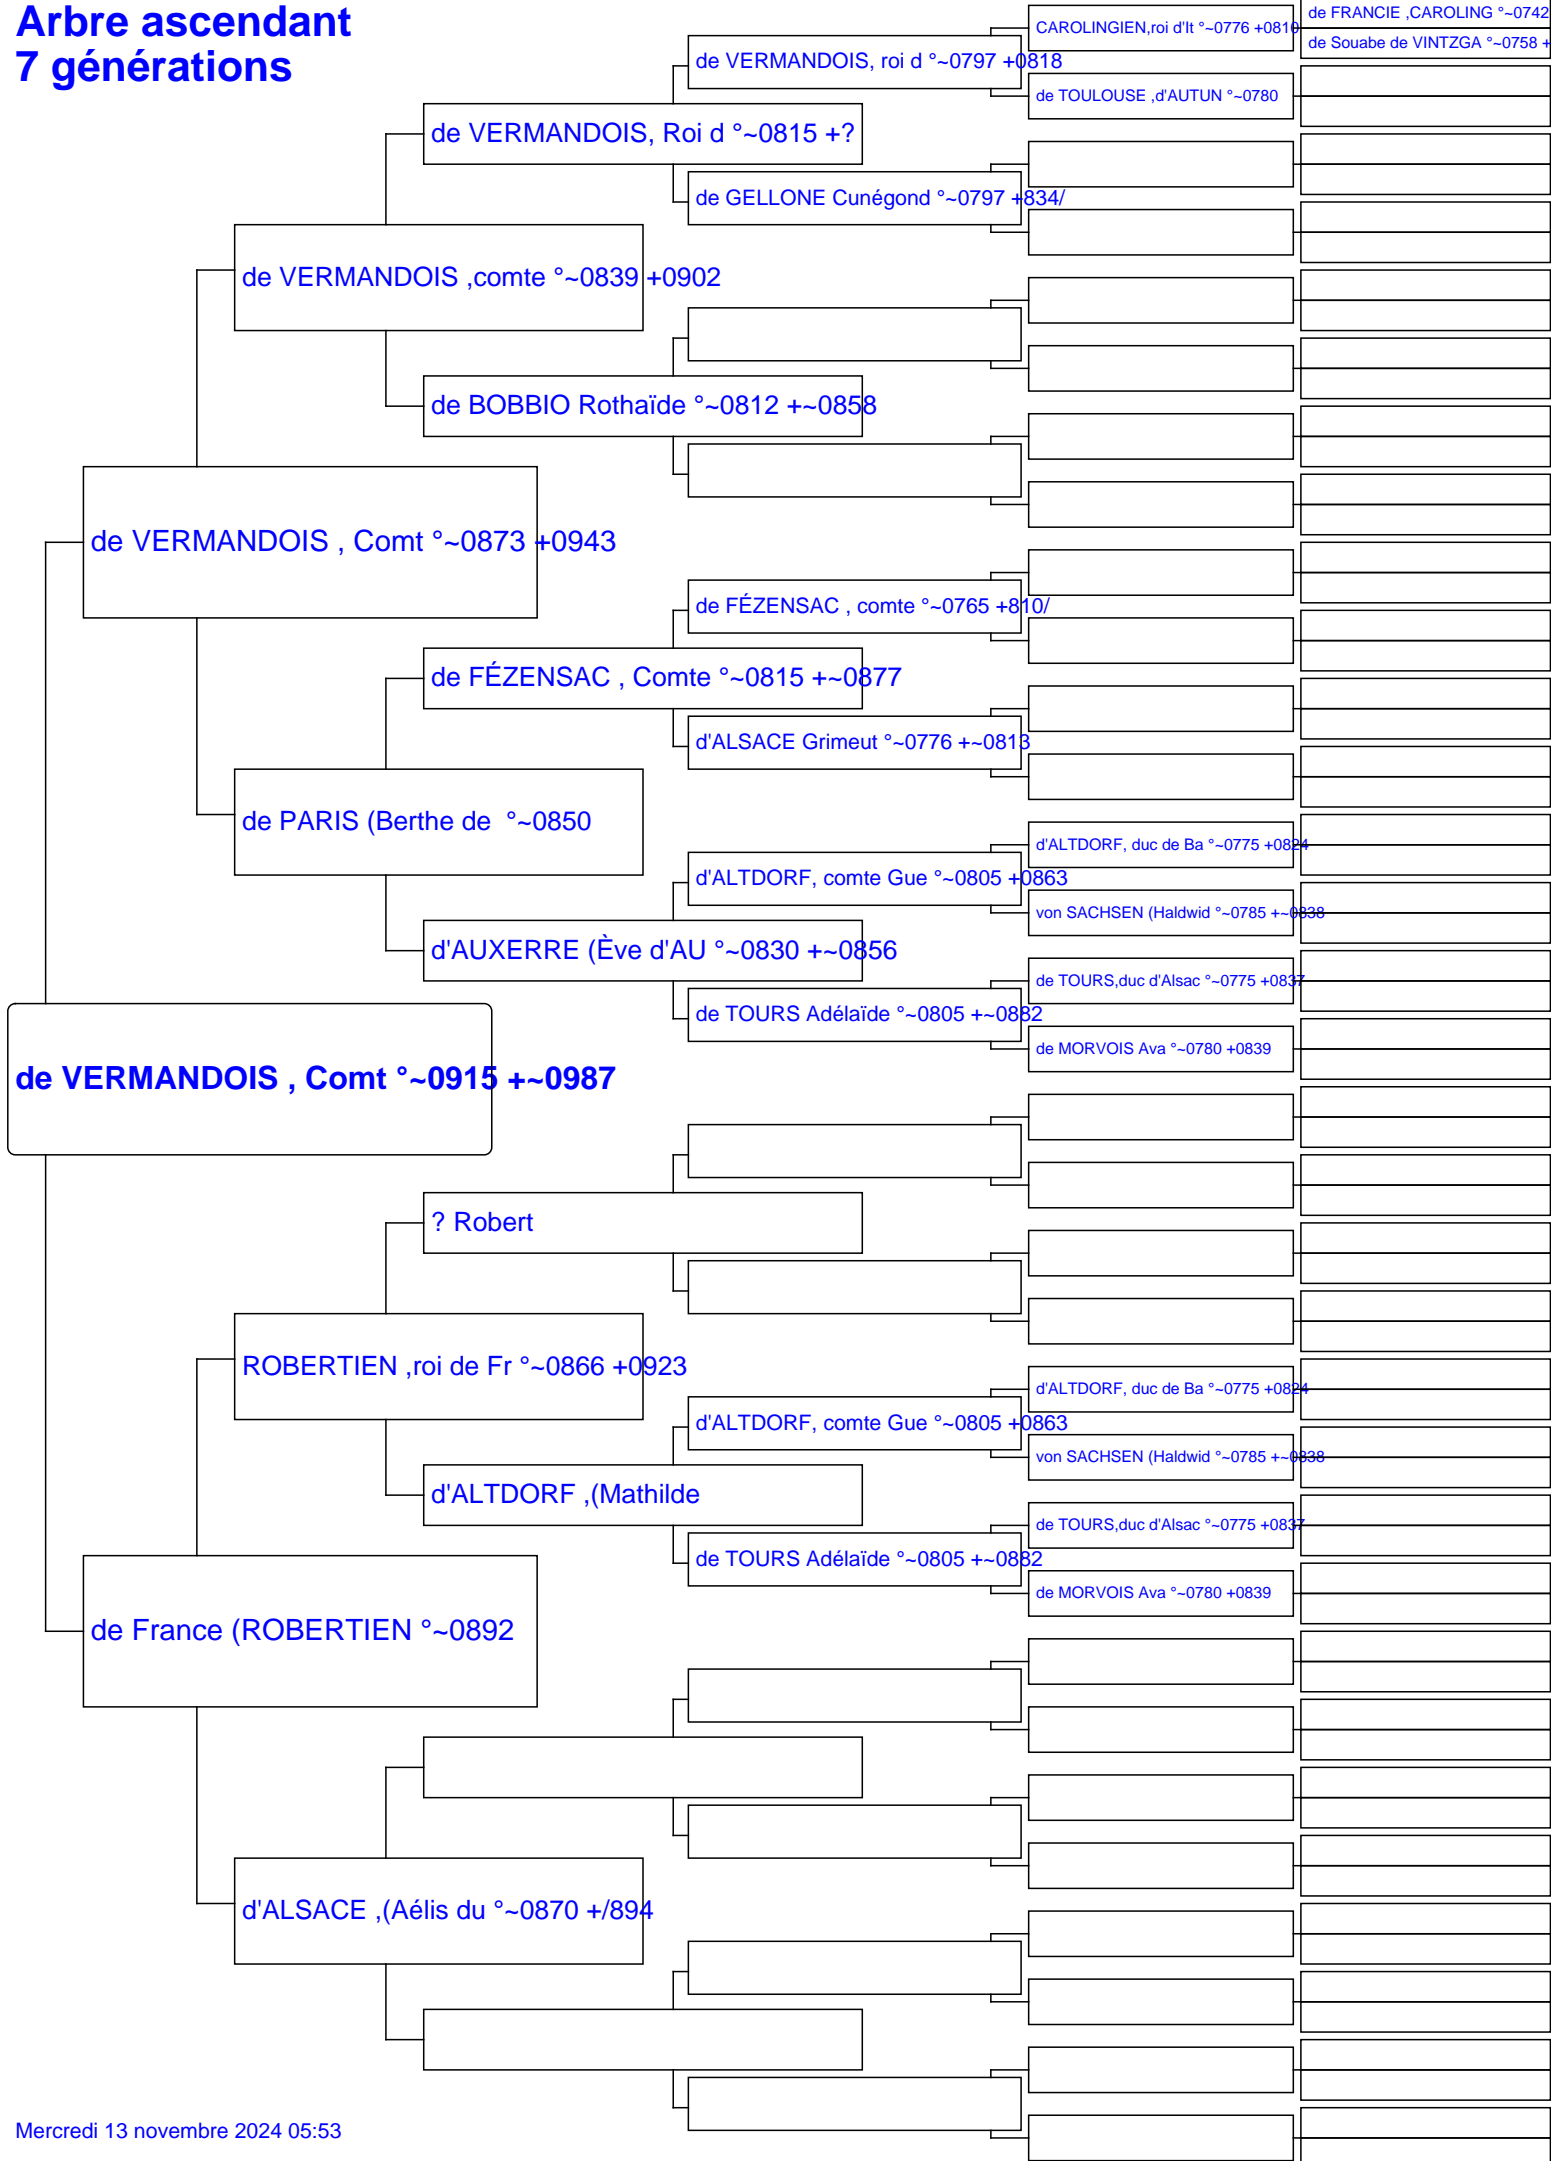 Arbre ascendant
7 générations
de FRANCIE ,CAROLING °~0742
CAROLINGIEN,roi d'It °~0776 +0810
de Souabe de VINTZGA °~0758 +
de VERMANDOIS, roi d °~0797 +0818
de TOULOUSE ,d'AUTUN °~0780
de VERMANDOIS, Roi d °~0815 +?
de GELLONE Cunégond °~0797 +834/
de VERMANDOIS ,comte °~0839 +0902
de BOBBIO Rothaïde °~0812 +~0858
de VERMANDOIS , Comt °~0873 +0943
de FÉZENSAC , comte °~0765 +810/
de FÉZENSAC , Comte °~0815 +~0877
d'ALSACE Grimeut °~0776 +~0813
de PARIS (Berthe de  °~0850
d'ALTDORF, duc de Ba °~0775 +0824
d'ALTDORF, comte Gue °~0805 +0863
von SACHSEN (Haldwid °~0785 +~0838
d'AUXERRE (Ève d'AU °~0830 +~0856
de TOURS,duc d'Alsac °~0775 +0837
de TOURS Adélaïde °~0805 +~0882
de MORVOIS Ava °~0780 +0839
de VERMANDOIS , Comt °~0915 +~0987
? Robert
ROBERTIEN ,roi de Fr °~0866 +0923
d'ALTDORF, duc de Ba °~0775 +0824
d'ALTDORF, comte Gue °~0805 +0863
von SACHSEN (Haldwid °~0785 +~0838
d'ALTDORF ,(Mathilde
de TOURS,duc d'Alsac °~0775 +0837
de TOURS Adélaïde °~0805 +~0882
de MORVOIS Ava °~0780 +0839
de France (ROBERTIEN °~0892
d'ALSACE ,(Aélis du °~0870 +/894
Mercredi 13 novembre 2024 05:53